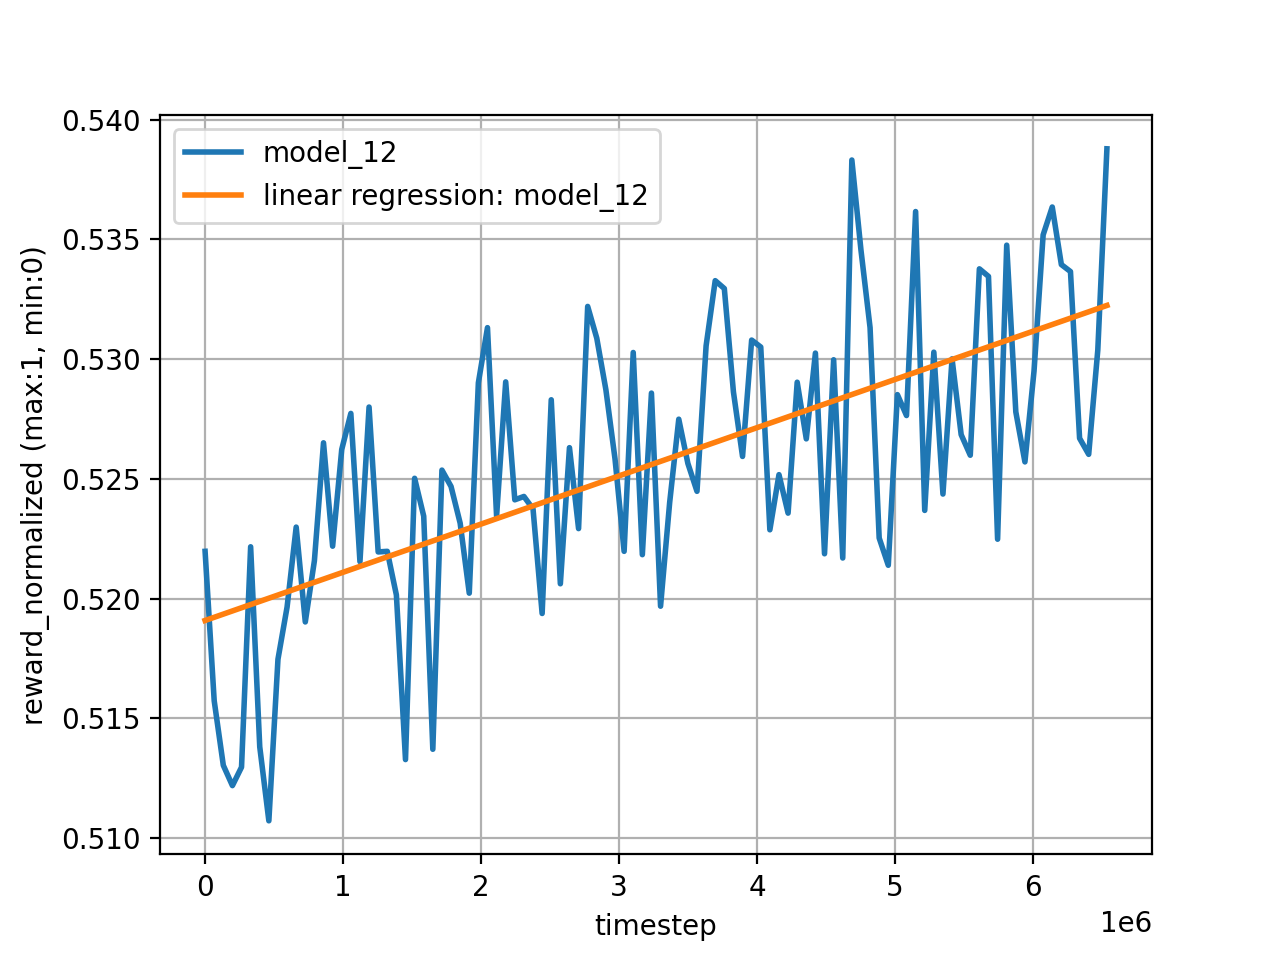 0.540
0.535
0.530
0.525
0.520
0.515
0.510
reward_normalized (max:1, min:0)
model_12
linear regression: model_12
0 1 2 3 4 5 6
1e6
timestep